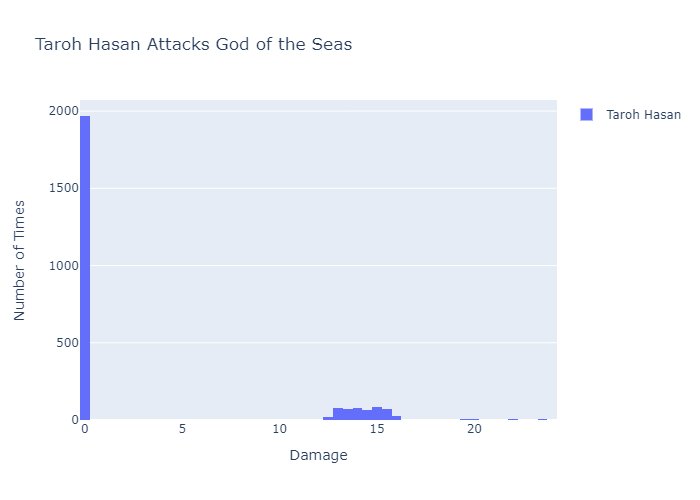 Taroh Hasan Attacks God of the Seas
Taroh Hasan
2000
1500
1000
500
0
Number of Times
0 5 10 15 20
Damage